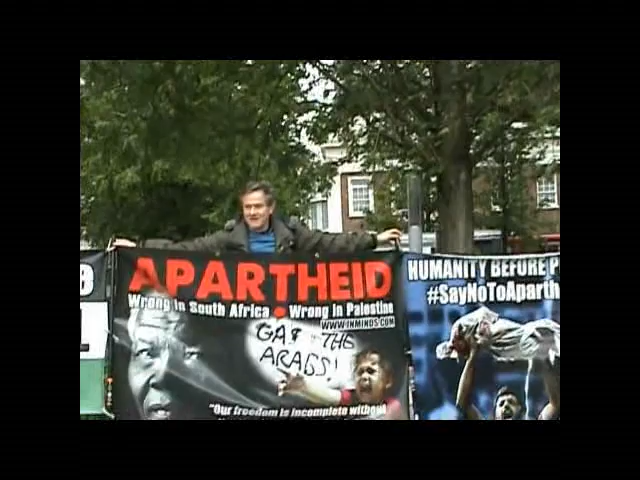 APARTHEID
Wrong in South Africa • Wrong in Palestine
WWW.INMINDS.COM
GAS THE
ARABS!
"Our freedom is incomplete without
HUMANITY BEFORE P
#SayNoToAparth
B
L